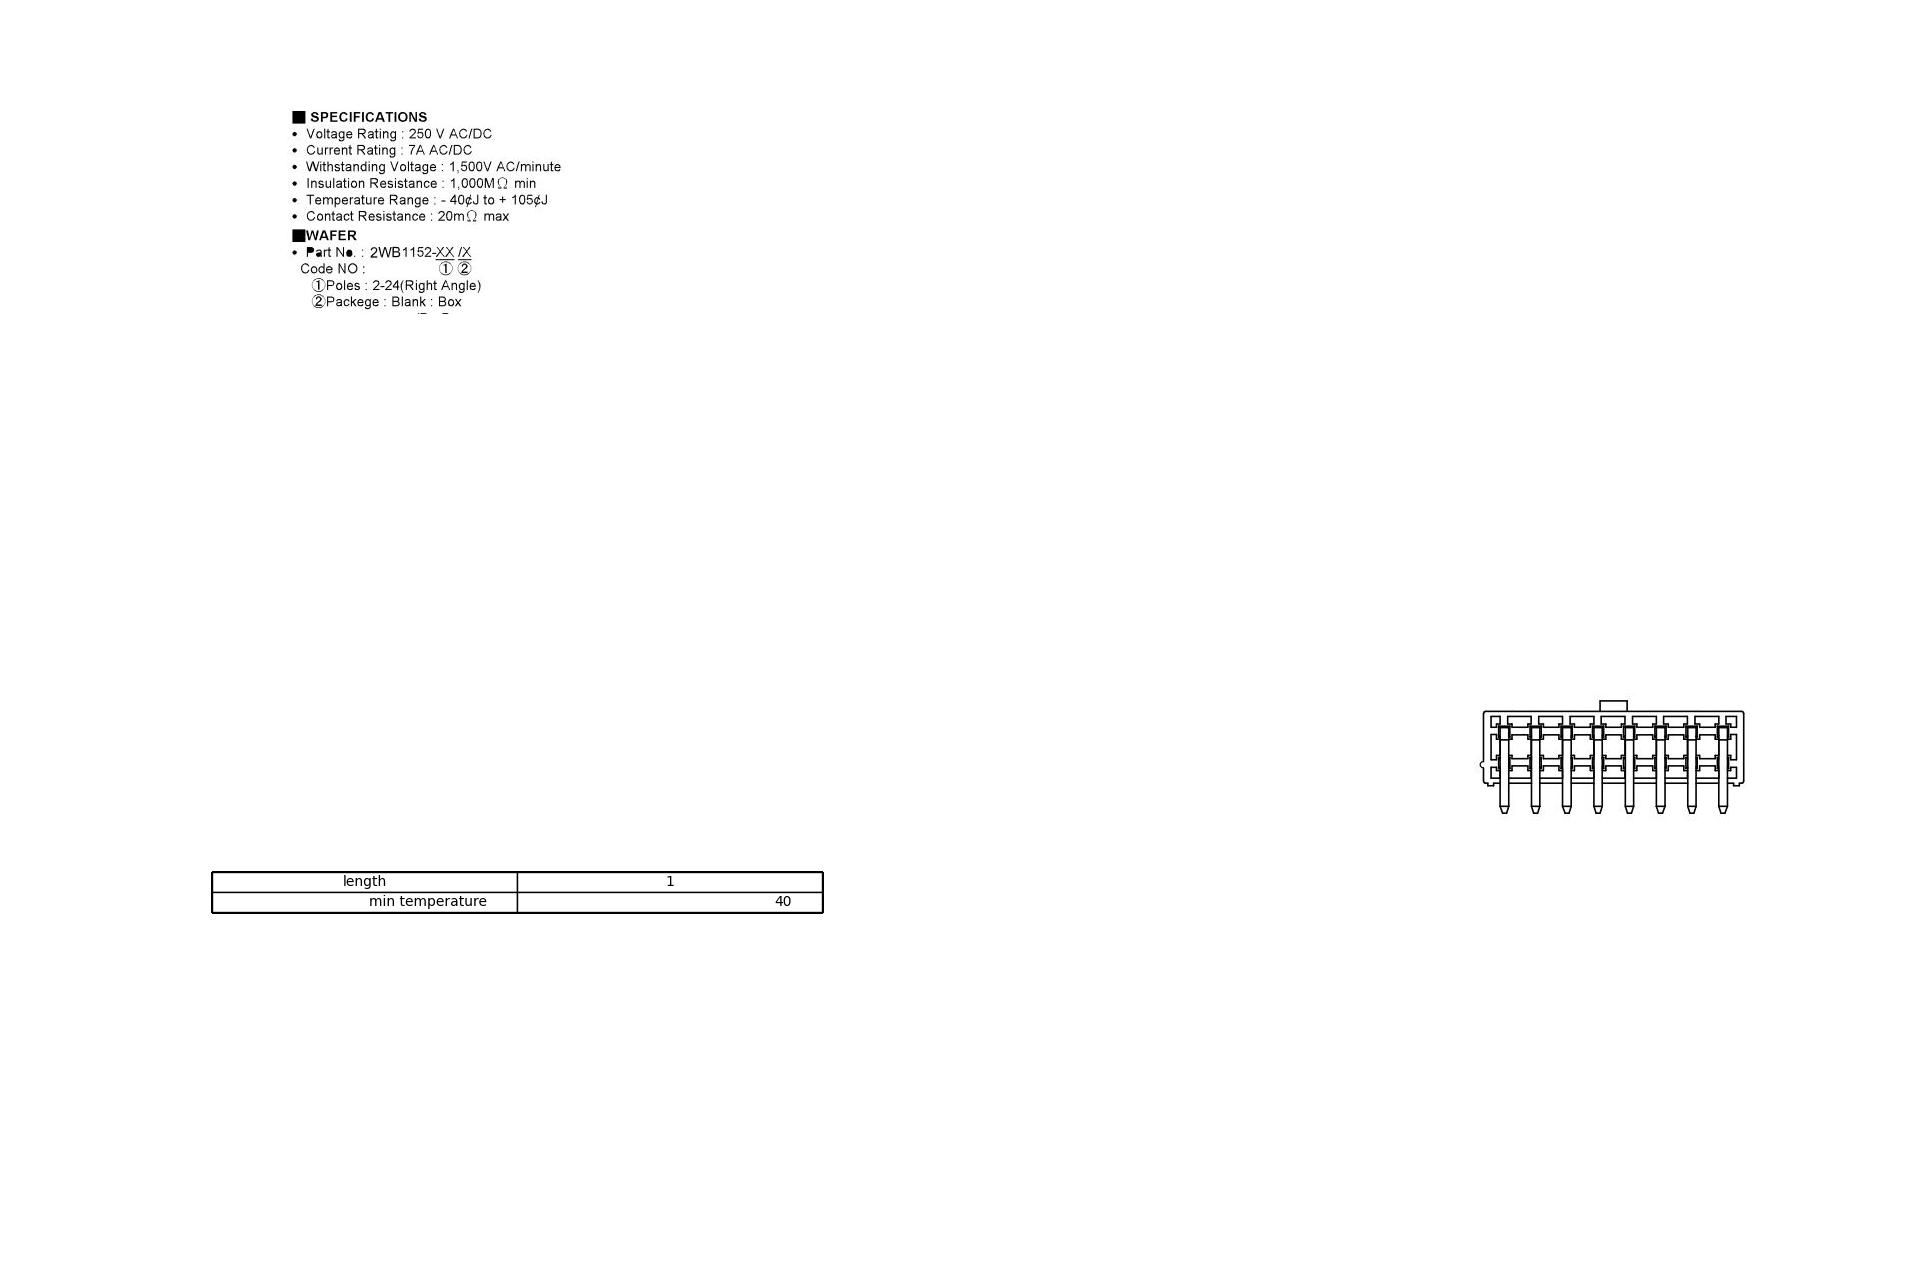 ■ SPECIFICATIONS
• Voltage Rating : 250 V AC/DC
• Current Rating : 7A AC/DC
• Withstanding Voltage : 1,500V AC/minute
• Insulation Resistance : 1,000MΩ min
• Temperature Range : - 40¢J to + 105¢J
• Contact Resistance : 20mΩ max
■WAFER
• Part No. : 2WB1152-XX /X
Code NO : ① ②
①Poles : 2-24(Right Angle)
②Packege : Blank : Box
length 1
min temperature 40